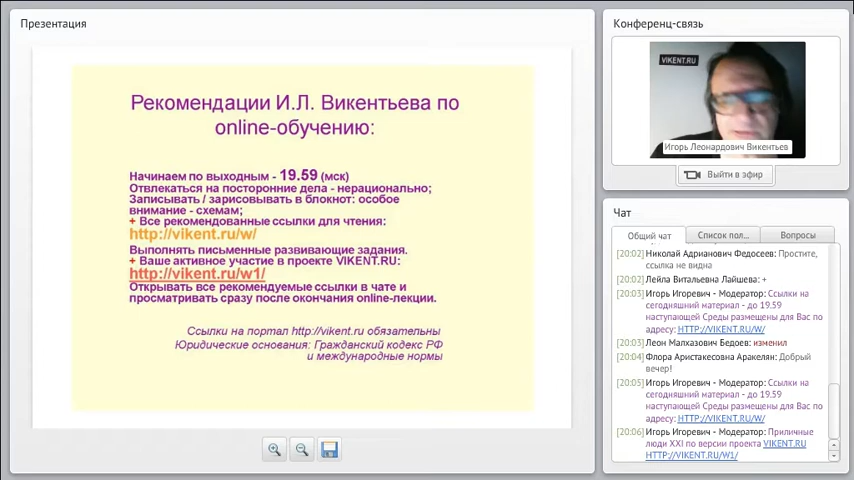 Презентация
Рекомендации И.Л. Викентьева по
online-обучению:
Начинаем по выходным - 19.59 (мск)
Отвлекаться на посторонние дела - нерационально;
Записывать / зарисовывать в блокнот: особое
внимание - схемам;
+ Все рекомендованные ссылки для чтения:
http://vikent.ru/w/
Выполнять письменные развивающие задания.
+ Ваше активное участие в проекте VIKENT.RU:
http://vikent.ru/w1/
Открывать все рекомендуемые ссылки в чате и
просматривать сразу после окончания online-лекции.
Ссылки на портал http://vikent.ru обязательны
Юридические основания: Гражданский кодекс РФ
и международные нормы
Конференц-связь
VIKENT.RU
Игорь Леонардович Викентьев
Выйти в эфир
Чат
Общий чат
Список пол...
Вопросы
[20:02] Николай Адрианович Федосеев: Простите,
ссылка не видна
[20:02] Лейла Витальевна Лайшева: +
[20:03] Игорь Игоревич - Модератор: Ссылки на
сегодняшний материал - до 19.59
наступающей Среды размещены для Вас по
адресу: HTTP://VIKENT.RU/W/
[20:03] Леон Малхазович Бедоев: изменил
[20:04] Флора Аристакесовна Аракелян: Добрый
вечер!
[20:05] Игорь Игоревич - Модератор: Ссылки на
сегодняшний материал - до 19.59
наступающей Среды размещены для Вас по
адресу: HTTP://VIKENT.RU/W/
[20:06] Игорь Игоревич - Модератор: Приличные
люди XXI по версии проекта VIKENT.RU
HTTP://VIKENT.RU/W1/